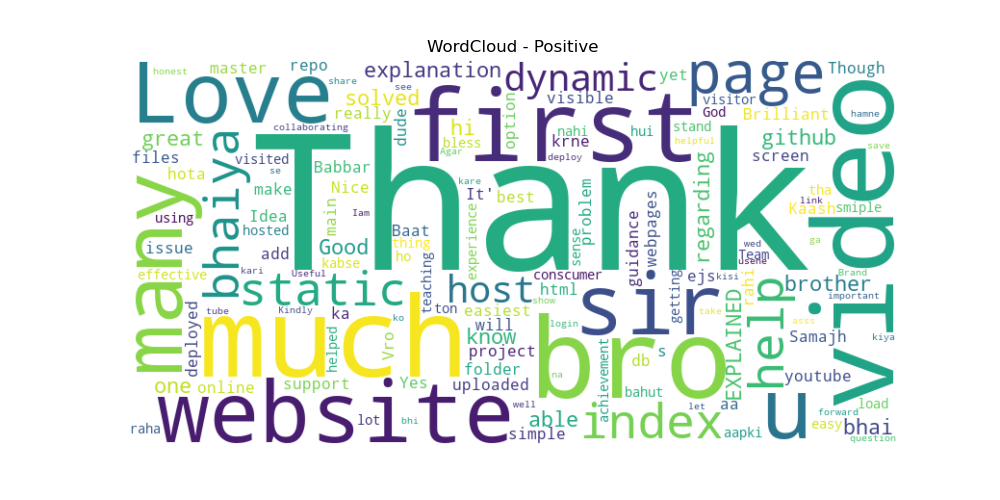 WordCloud - Positive
honest
master
repo
share
explanation
see
dynamic
page
yet
Though
Love
solved
first
option
visible
visitor
God
Brilliant
hamne
video
really
dude
collaborating
great
hi
bless
nahi
hui
stand
github
save
krne
helpful
files
hota
visited
se
Babbar
Agar
deploy
screen
Thank
many
bhaiya
make
Nice
main
kare
It'
best
problem
sense
regarding
link
tha
Kaash
smiple
using
Idea
hosted
Iam
Baat
experience
guidance
webpages
ga
issue
add
Good
thing
ho
kabse
wed
Team
usene
effective
kari
Useful
teaching
conscumer
getting
ejs
kisi
rahi
Brand
important
static
host
html
sir
brother
deployed
tube
Kindly
ka
ko
ton
easiest
show
will
login
take
EXPLAINED
help
asss
much
helped
Vro
know
project
bro
achievement
db
s
Samajh
kiya
folder
na
one
online
support
Yes
uploaded
bahut
youtube
load
website
lot
bhi
well
able
simple
index
let
aa
aapki
u
forward
easy
bhai
question
raha